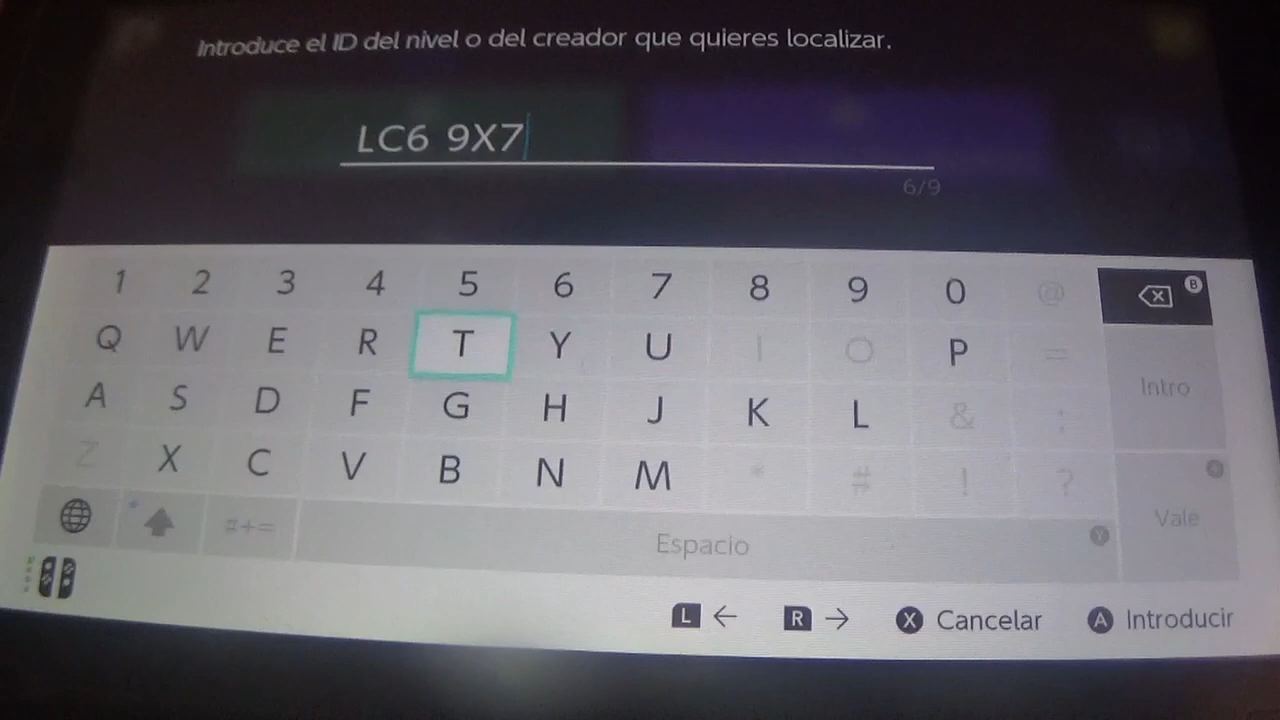 Introduce el ID del nivel o del creador que quieres localizar.
LC6 9X7
6/9
1 2 3 4 5 6 7 8 9 0 @
B
Q W E R T Y U I O P =
Intro
A S D F G H J K L & ;
Z X C V B N M * # ! ?
+
Vale
#+=
Espacio
Y
L ← R → X Cancelar A Introducir